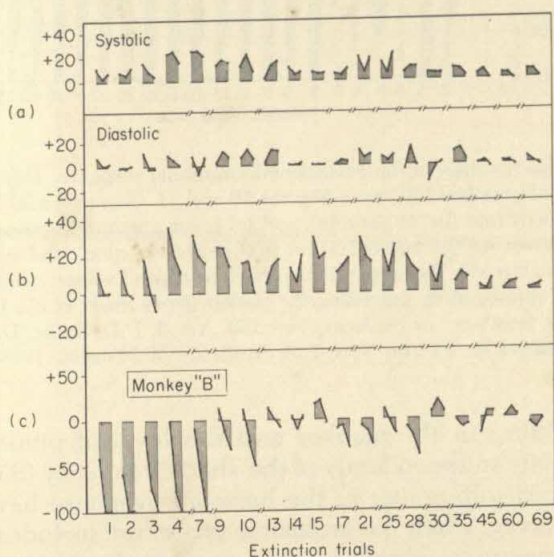 +40
Systolic
+20
0
(a)
Diastolic
+20
0
-20
+40
(b)
+20
0
-20
+50
Monkey "B"
(c)
0
-50
-100
1 2 3 4 7 9 10 13 14 15 17 21 25 28 30 35 45 60 69
Extinction trials